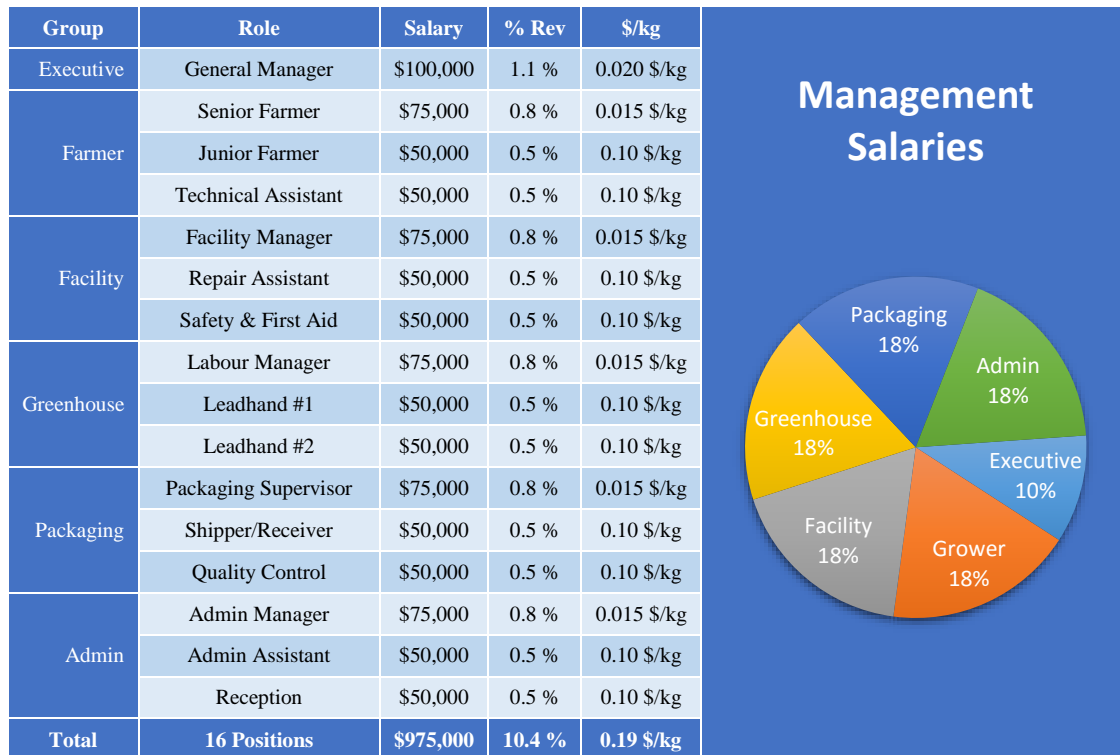 Group Role Salary % Rev $/kg
Executive General Manager $100,000 1.1 % 0.020 $/kg
Senior Farmer $75,000 0.8 % 0.015 $/kg
Farmer Junior Farmer $50,000 0.5 % 0.10 $/kg
Technical Assistant $50,000 0.5 % 0.10 $/kg
Facility Manager $75,000 0.8 % 0.015 $/kg
Facility Repair Assistant $50,000 0.5 % 0.10 $/kg
Safety & First Aid $50,000 0.5 % 0.10 $/kg
Labour Manager $75,000 0.8 % 0.015 $/kg
Greenhouse Leadhand #1 $50,000 0.5 % 0.10 $/kg
Leadhand #2 $50,000 0.5 % 0.10 $/kg
Packaging Supervisor $75,000 0.8 % 0.015 $/kg
Packaging Shipper/Receiver $50,000 0.5 % 0.10 $/kg
Quality Control $50,000 0.5 % 0.10 $/kg
Admin Manager $75,000 0.8 % 0.015 $/kg
Admin Admin Assistant $50,000 0.5 % 0.10 $/kg
Reception $50,000 0.5 % 0.10 $/kg
Total 16 Positions $975,000 10.4 % 0.19 $/kg
Management
Salaries
Packaging
18%
Admin
18%
Executive
10%
Grower
18%
Facility
18%
Greenhouse
18%